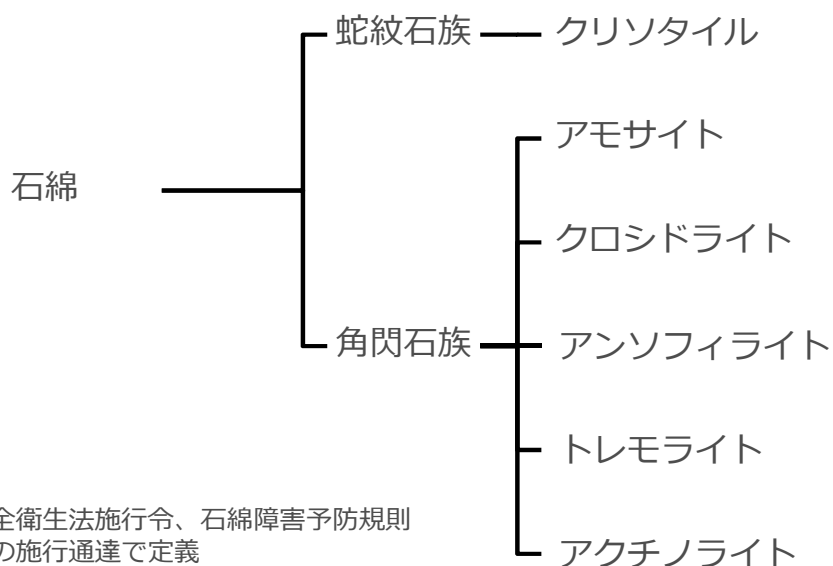 蛇紋石族 クリソタイル
アモサイト
石綿
クロシドライト
角閃石族 アンソフィライト
トレモライト
全衛生法施行令、石綿障害予防規則
の施行通達で定義
アクチノライト